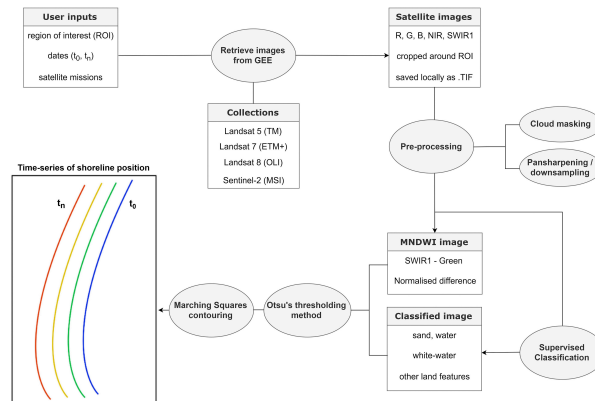 User inputs
region of interest (ROI)
dates (t0, tn)
satellite missions
Retrieve images
from GEE
Satellite images
R, G, B, NIR, SWIR1
cropped around ROI
saved locally as .TIF
Collections
Landsat 5 (TM)
Landsat 7 (ETM+)
Landsat 8 (OLI)
Sentinel-2 (MSI)
Pre-processing
Cloud masking
Pansharpening /
downsampling
Time-series of shoreline position
tn
t0
MNDWI image
SWIR1 - Green
Normalised difference
Marching Squares
contouring
Otsu's thresholding
method
Classified image
sand, water
white-water
other land features
Supervised
Classification